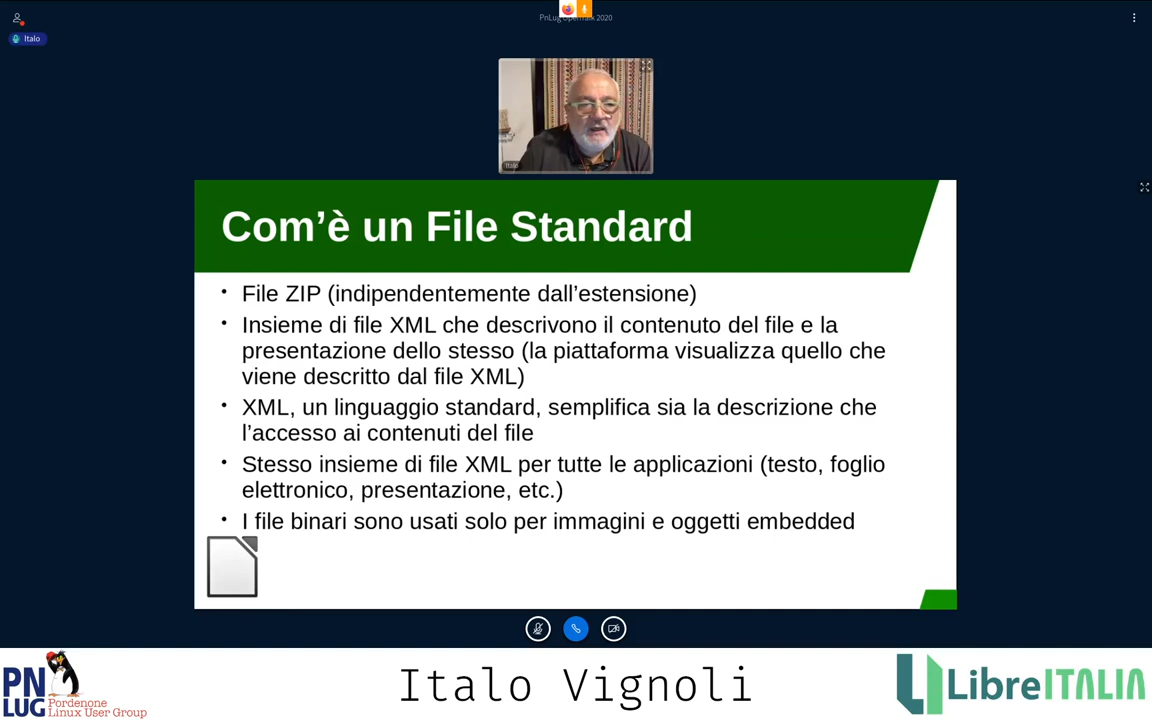 PnLug OpenTalk 2020
Italo
Italo
Com’è un File Standard
• File ZIP (indipendentemente dall’estensione)
• Insieme di file XML che descrivono il contenuto del file e la
presentazione dello stesso (la piattaforma visualizza quello che
viene descritto dal file XML)
• XML, un linguaggio standard, semplifica sia la descrizione che
l’accesso ai contenuti del file
• Stesso insieme di file XML per tutte le applicazioni (testo, foglio
elettronico, presentazione, etc.)
• I file binari sono usati solo per immagini e oggetti embedded
PN
LUG
Pordenone
Linux User Group
Italo Vignoli
LibreITALIA